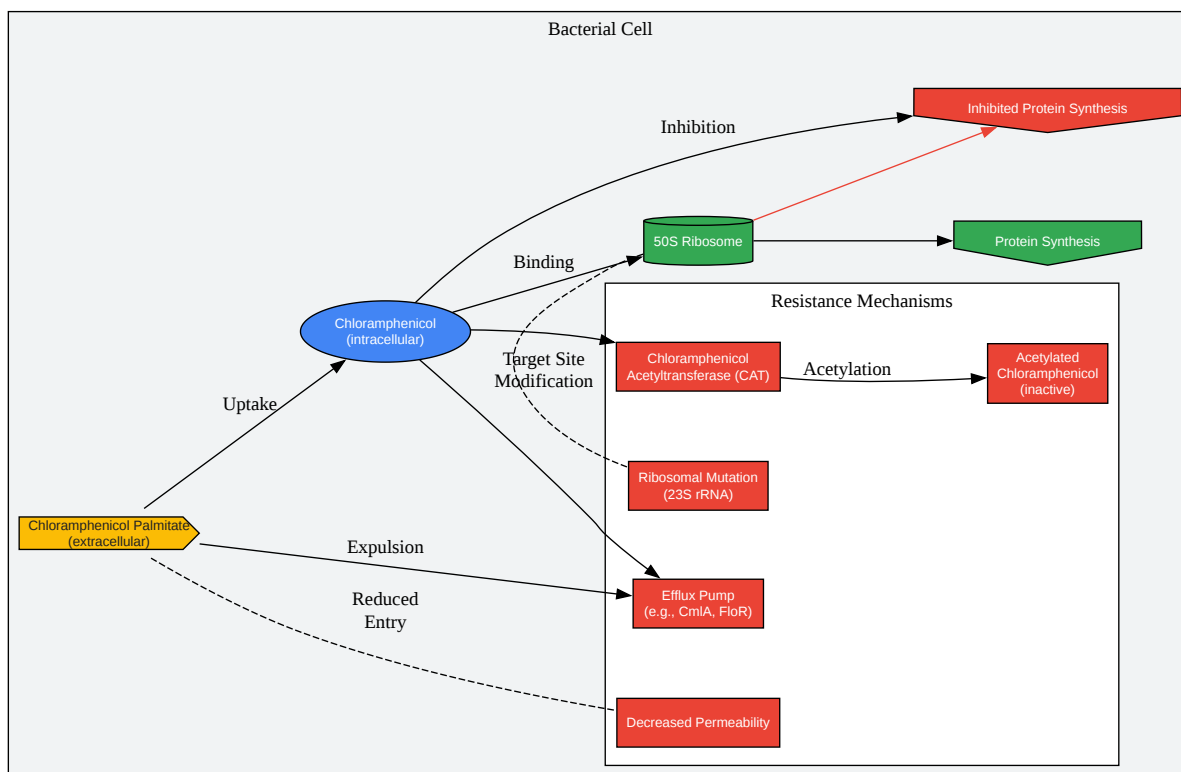 Bacterial Cell
Inhibited Protein Synthesis
Inhibition
50S Ribosome
Protein Synthesis
Binding
Resistance Mechanisms
Chloramphenicol
(intracellular)
Target Site
Modification
Chloramphenicol
Acetyltransferase (CAT)
Acetylation
Acetylated
Chloramphenicol
(inactive)
Uptake
Ribosomal Mutation
(23S rRNA)
Chloramphenicol Palmitate
(extracellular)
Expulsion
Efflux Pump
(e.g., CmlA, FloR)
Reduced
Entry
Decreased Permeability